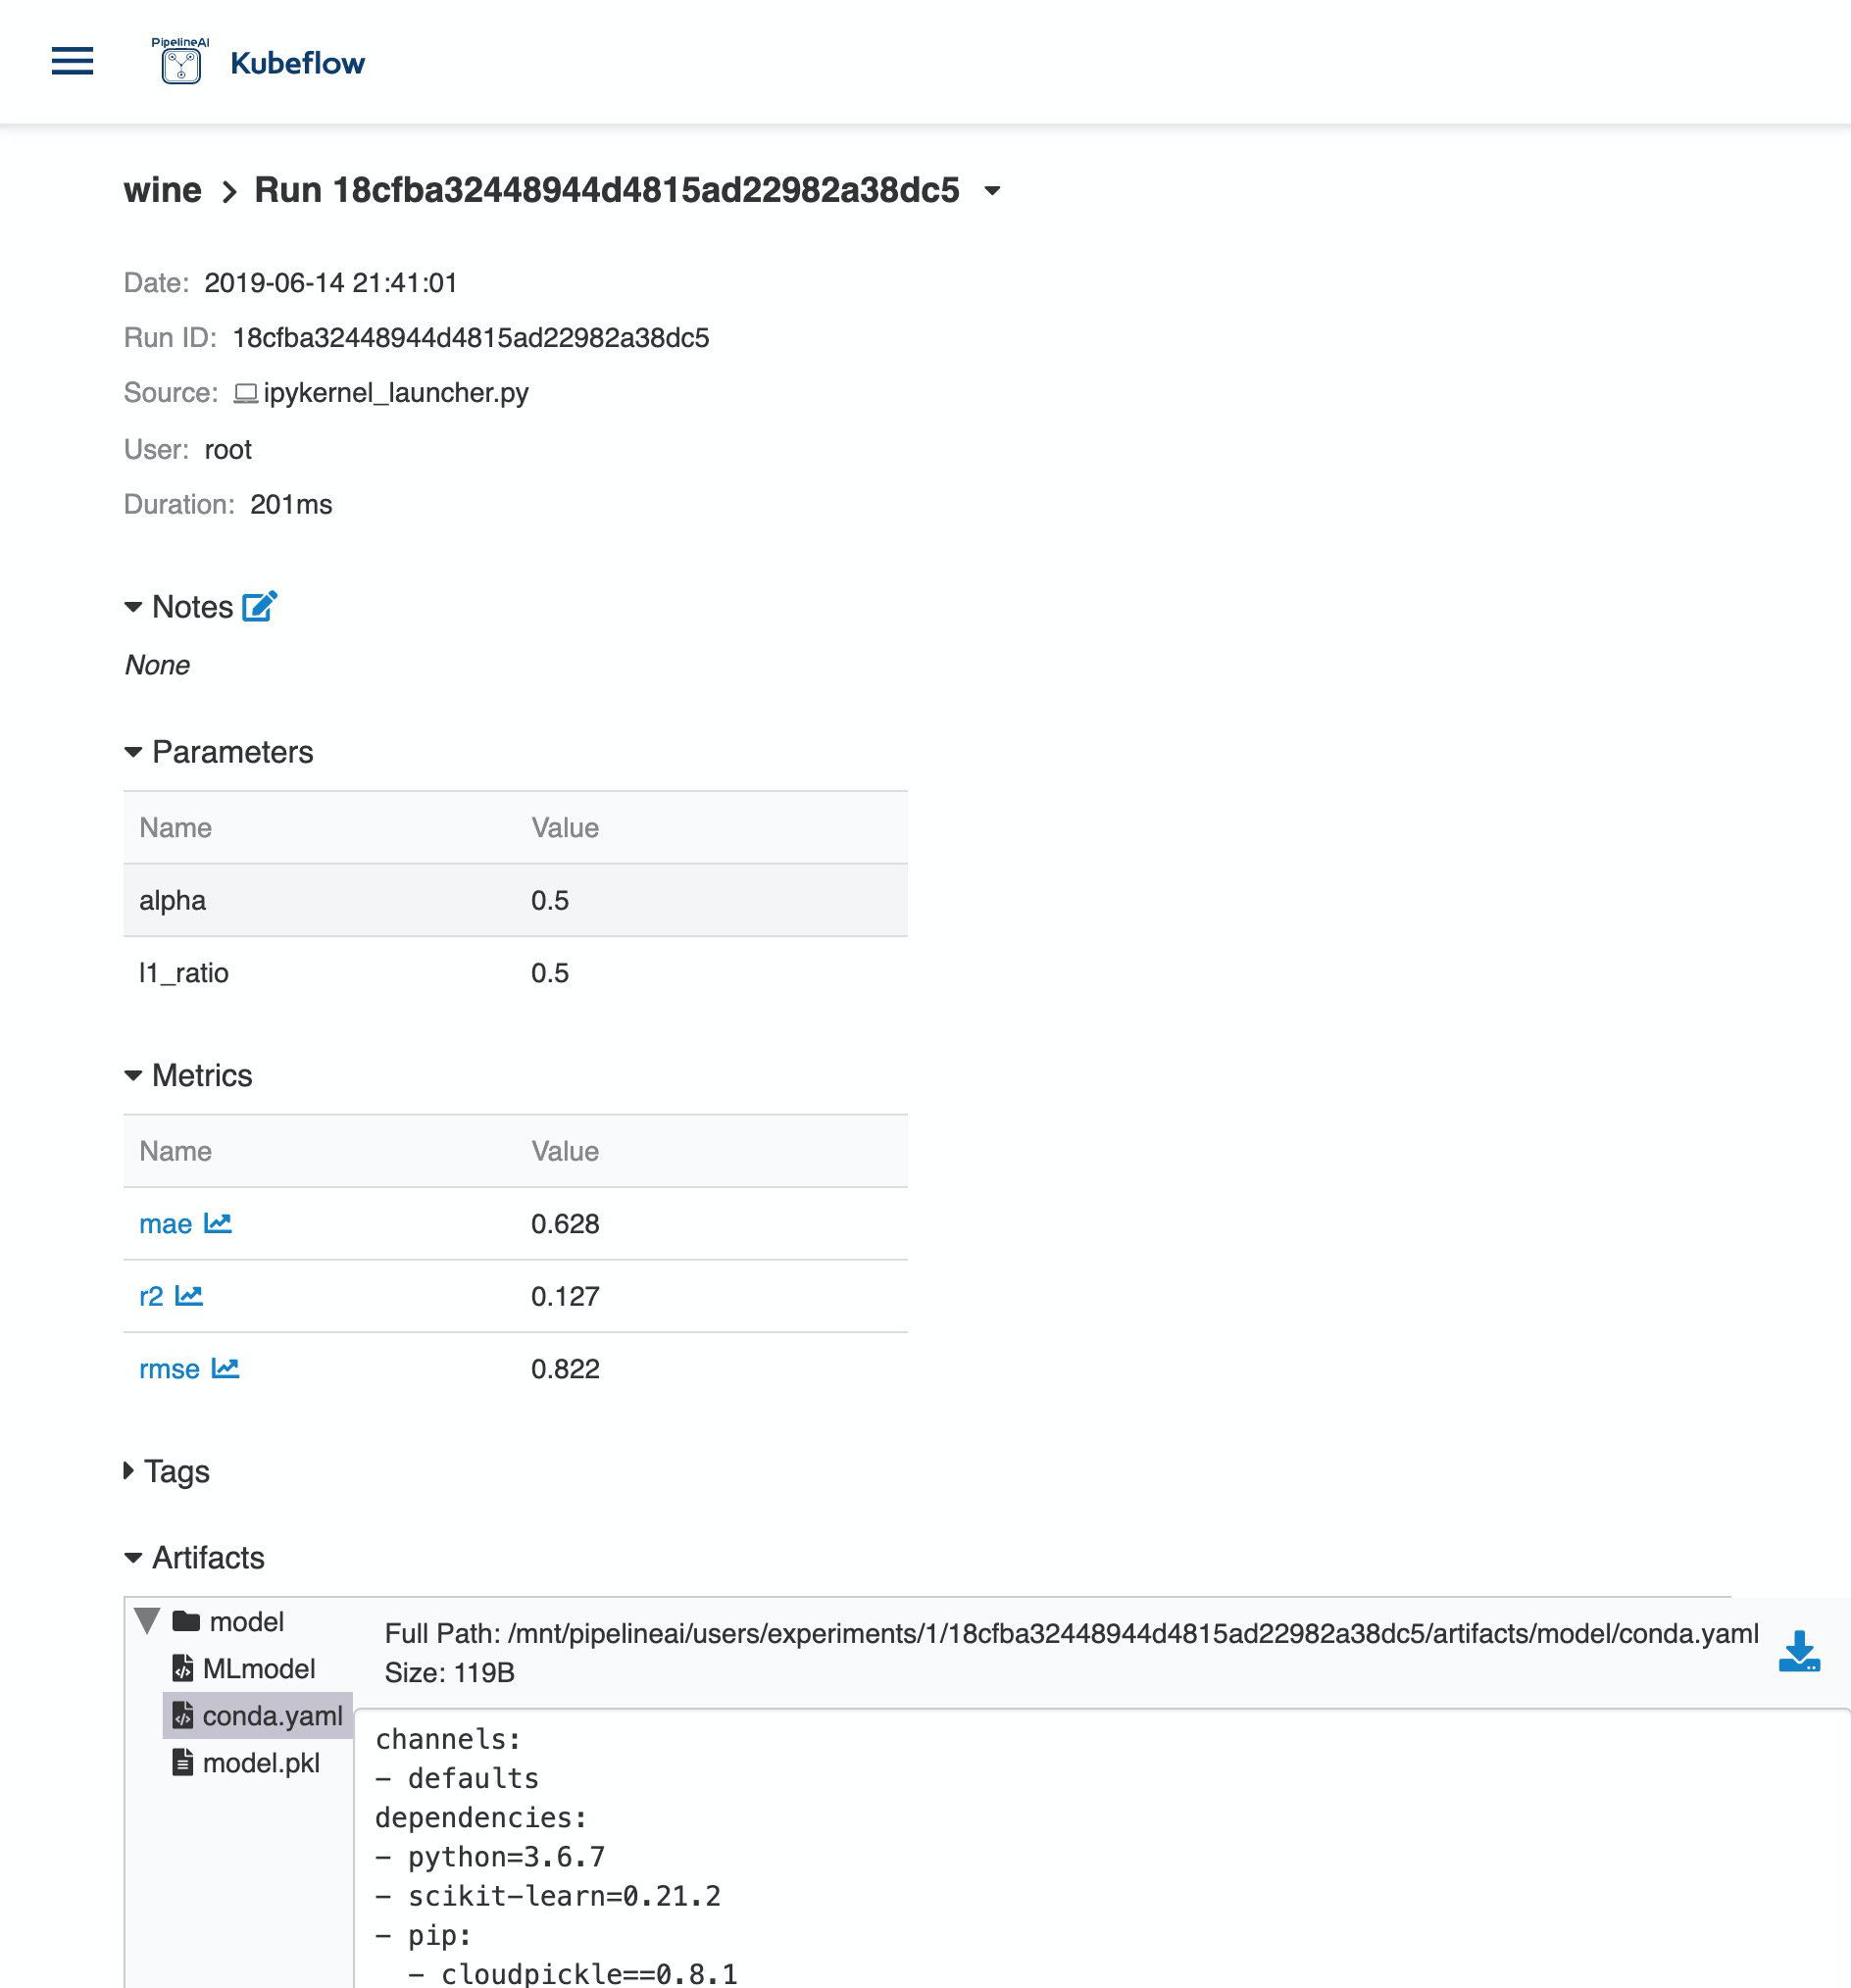 PipelineAI
Kubeflow
wine > Run 18cfba32448944d4815ad22982a38dc5
Date: 2019-06-14 21:41:01
Run ID: 18cfba32448944d4815ad22982a38dc5
Source: ipykernel_launcher.py
User: root
Duration: 201ms
Notes
None
Parameters
Name Value
alpha 0.5
l1_ratio 0.5
Metrics
Name Value
mae 0.628
r2 0.127
rmse 0.822
Tags
Artifacts
model
MLmodel
conda.yaml
model.pkl
Full Path: /mnt/pipelineai/users/experiments/1/18cfba32448944d4815ad22982a38dc5/artifacts/model/conda.yaml
Size: 119B
channels:
- defaults
dependencies:
- python=3.6.7
- scikit-learn=0.21.2
- pip:
  - cloudpickle==0.8.1